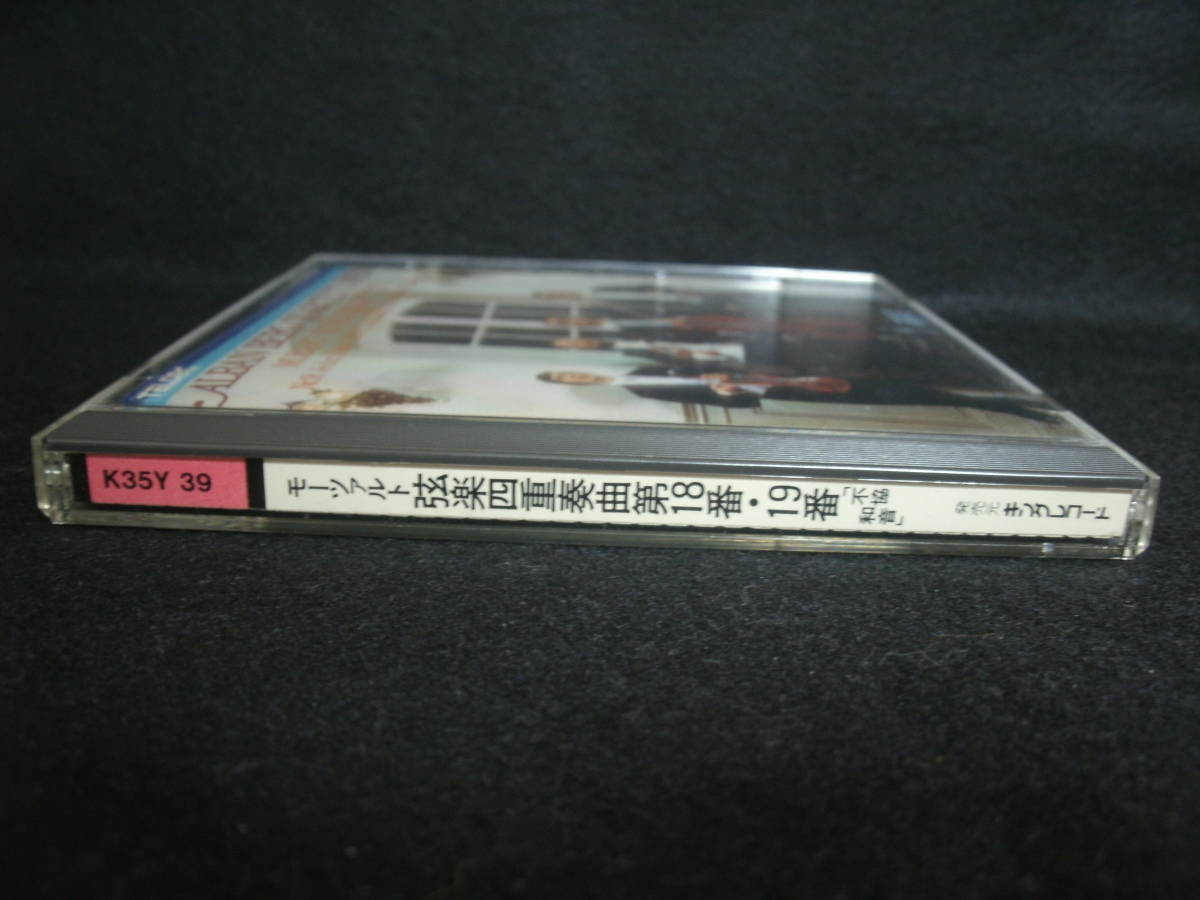 K35Y 39
モーツァルト 弦楽四重奏曲第18番・19番「不協和音」
発売元 キングレコード
ALBAN BERG